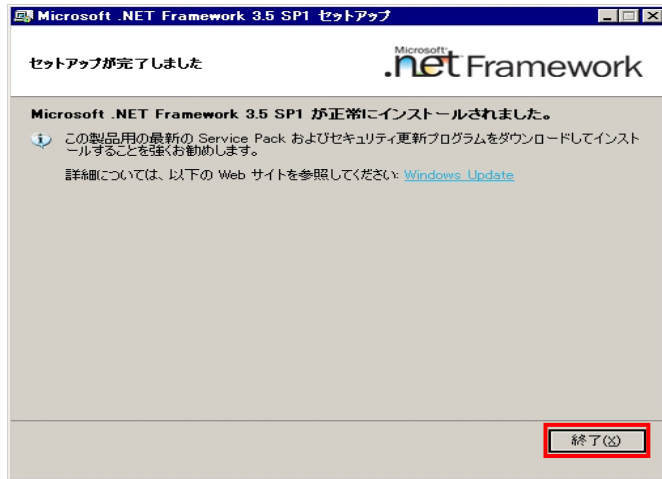 Microsoft .NET Framework 3.5 SP1 セットアップ
セットアップが完了しました
Microsoft
.net Framework
Microsoft .NET Framework 3.5 SP1 が正常にインストールされました。
この製品用の最新の Service Pack およびセキュリティ更新プログラムをダウンロードしてインスト
ールすることを強くお勧めします。
詳細については、以下の Web サイトを参照してください: Windows Update
終了(X)